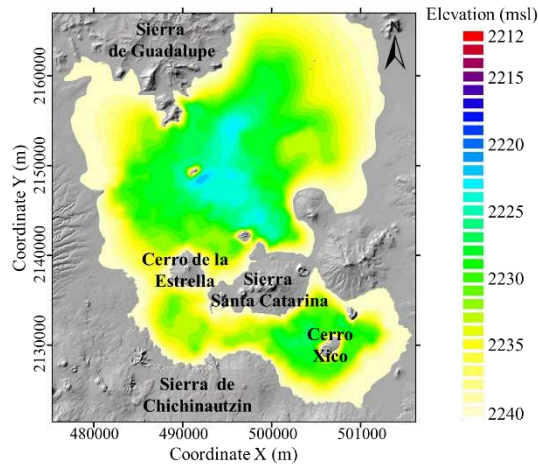 Elevation (msl)
Sierra
de Guadalupe
N
2212
2215
2220
2225
2230
2235
2240
2160000
2150000
2140000
2130000
Coordinate Y (m)
Cerro de la
Estrella
Sierra
Santa Catarina
Cerro
Xico
Sierra de
Chichinautzin
480000
490000
500000
501000
Coordinate X (m)